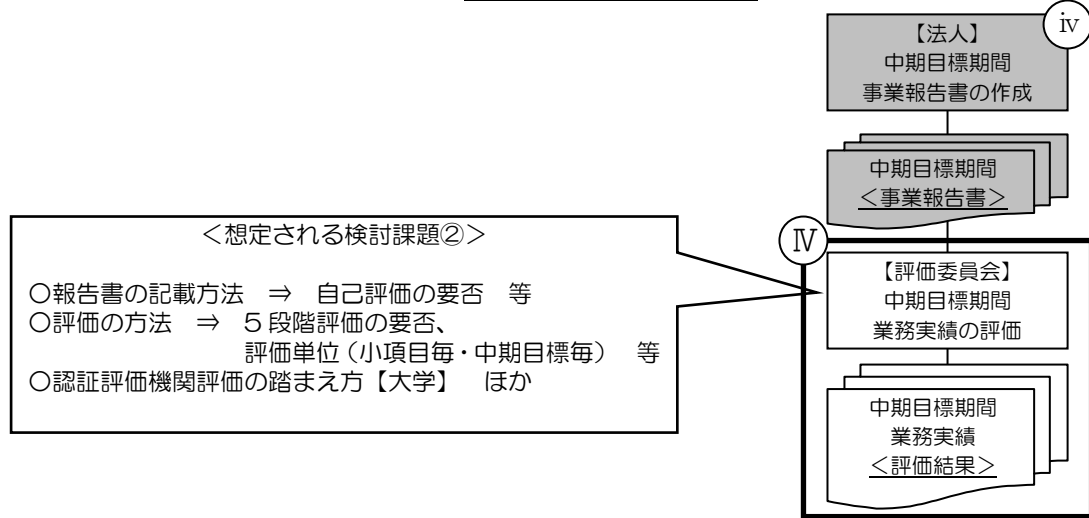 ⅳ
【法人】
中期目標期間
事業報告書の作成
中期目標期間
＜事業報告書＞
＜想定される検討課題②＞
○報告書の記載方法　⇒　自己評価の要否　等
○評価の方法　⇒　５段階評価の要否、
評価単位（小項目毎・中期目標毎）　等
○認証評価機関評価の踏まえ方【大学】　ほか
Ⅳ
【評価委員会】
中期目標期間
業務実績の評価
中期目標期間
業務実績
＜評価結果＞